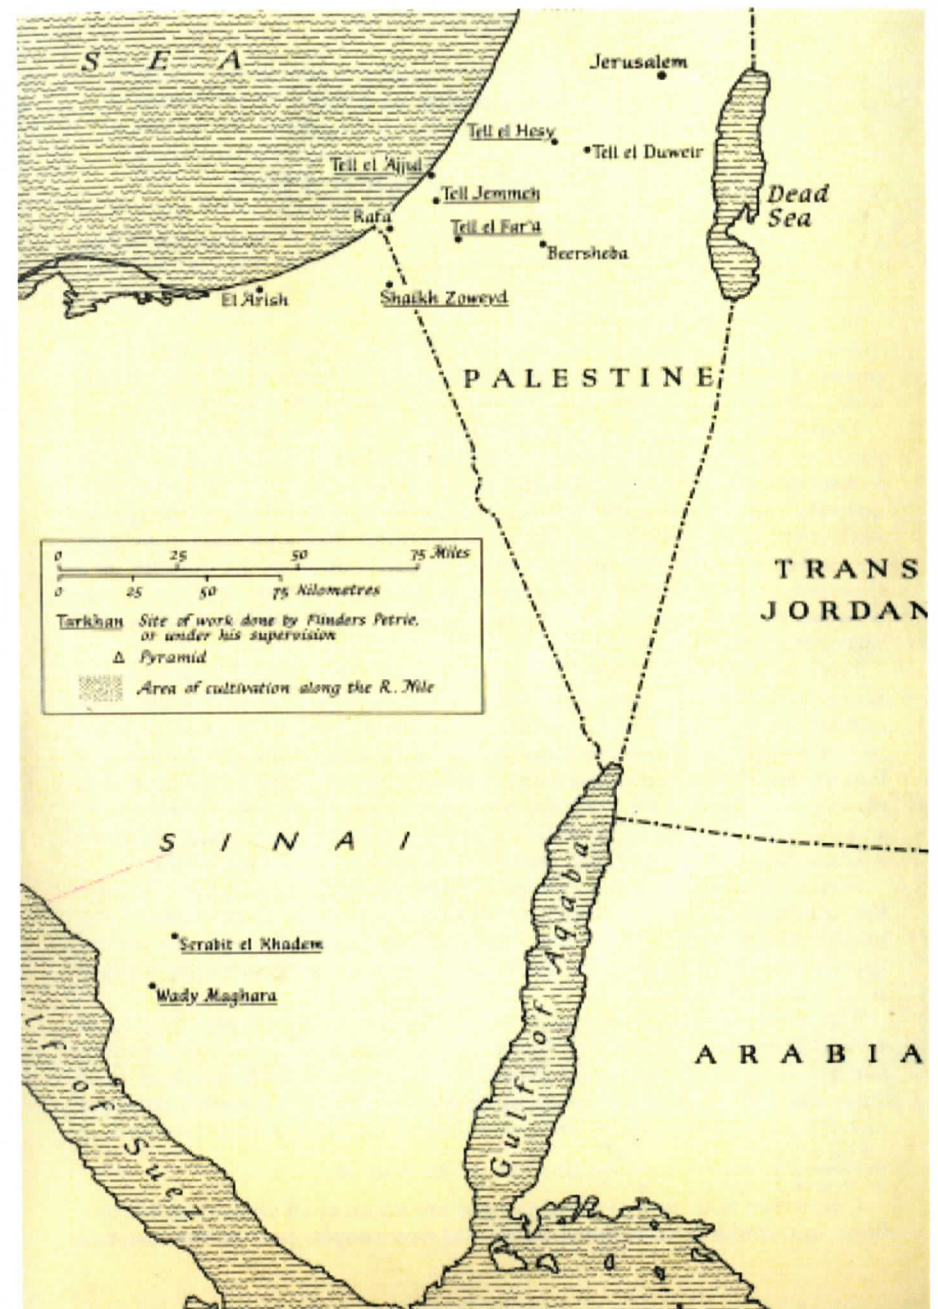 SEA
Jerusalem
Tell el Hesy
Tell el Duweir
Tell el 'Ajjul
Tell Jemmeh
Dead
Sea
Rafa
Tell el Far'a
Beersheba
El Arish
Shaikh Zoweyd
PALESTINE
0 25 50 75 Miles
0 25 50 75 Kilometres
TRANS
JORDAN
Tarkhan Site of work done by Flinders Petrie,
or under his supervision
Δ Pyramid
Area of cultivation along the R. Nile
SINAI
Gulf of Aqaba
Serabit el Khadem
Wady Maghara
lf of Suez
ARABIA